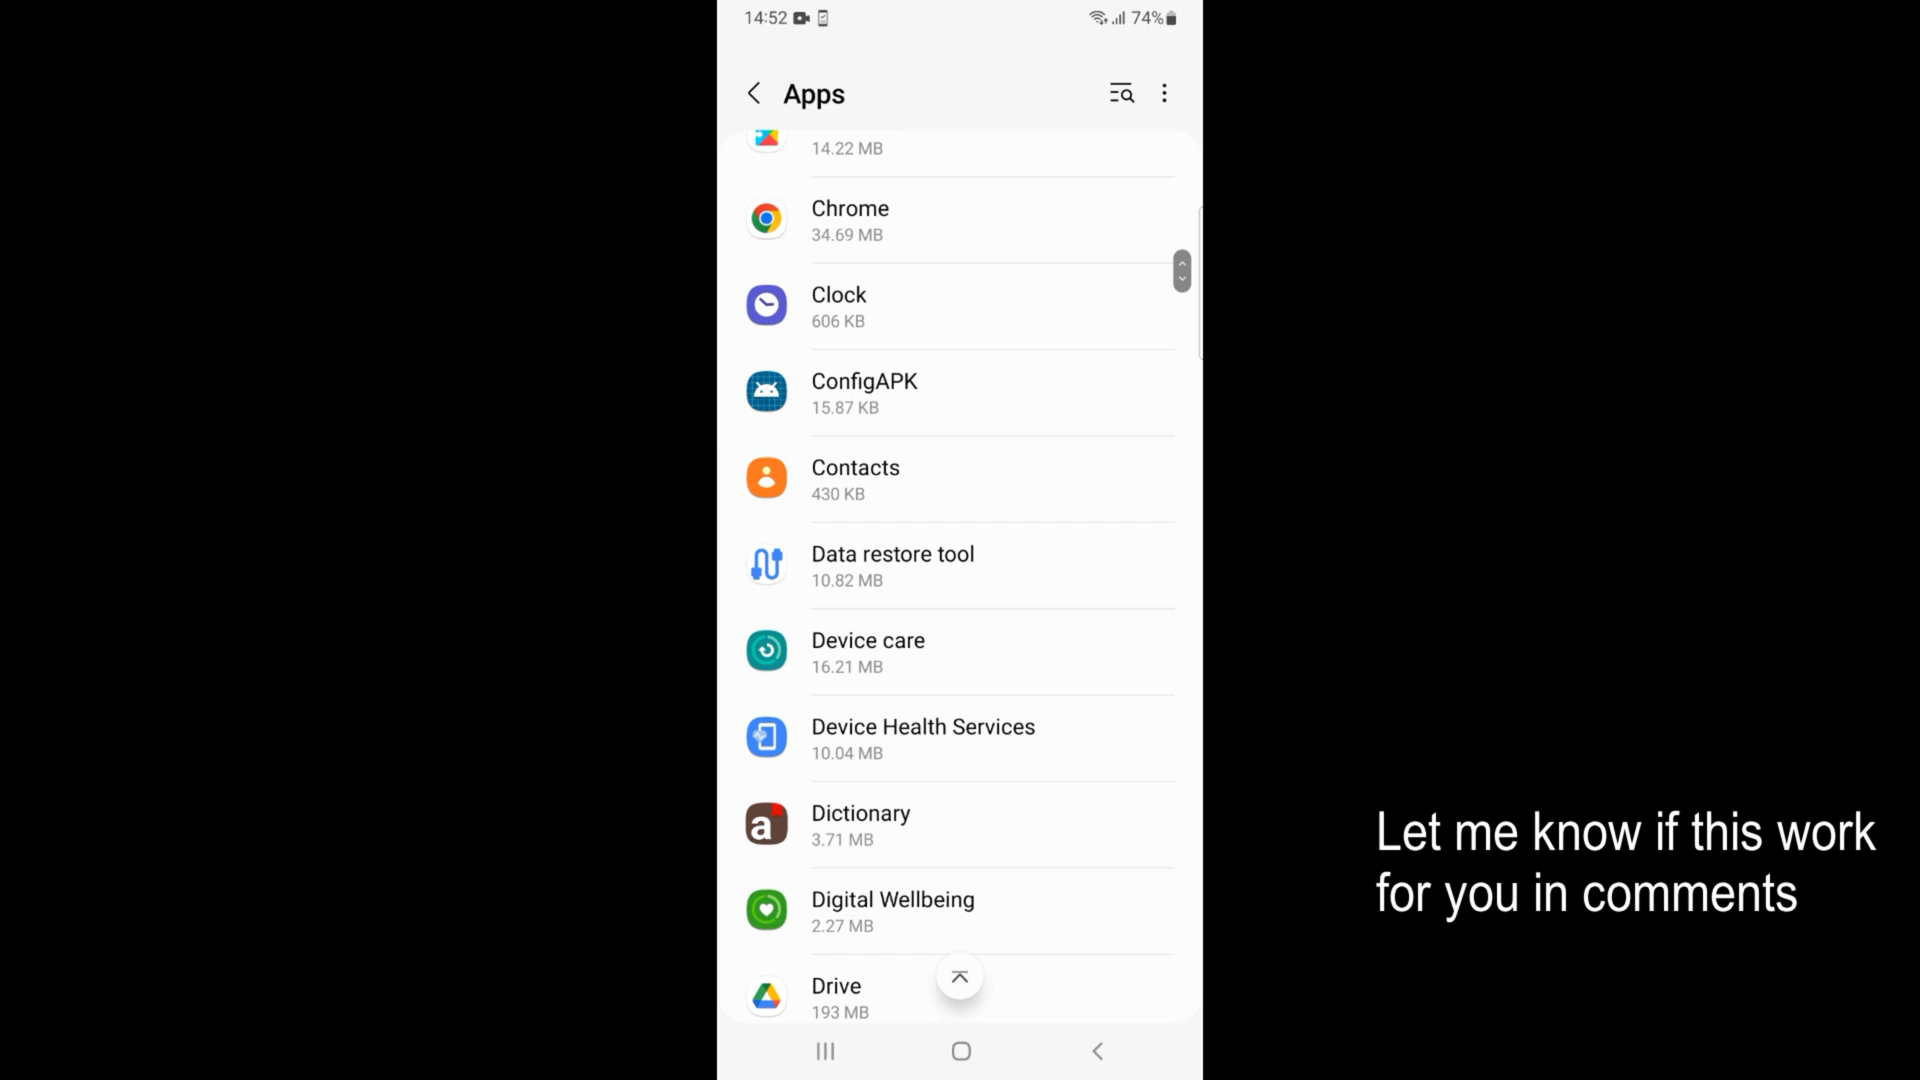 14:52
74%
Apps
14.22 MB
Chrome
34.69 MB
Clock
606 KB
ConfigAPK
15.87 KB
Contacts
430 KB
Data restore tool
10.82 MB
Device care
16.21 MB
Device Health Services
10.04 MB
a
Dictionary
3.71 MB
Digital Wellbeing
2.27 MB
Drive
193 MB
Let me know if this work
for you in comments